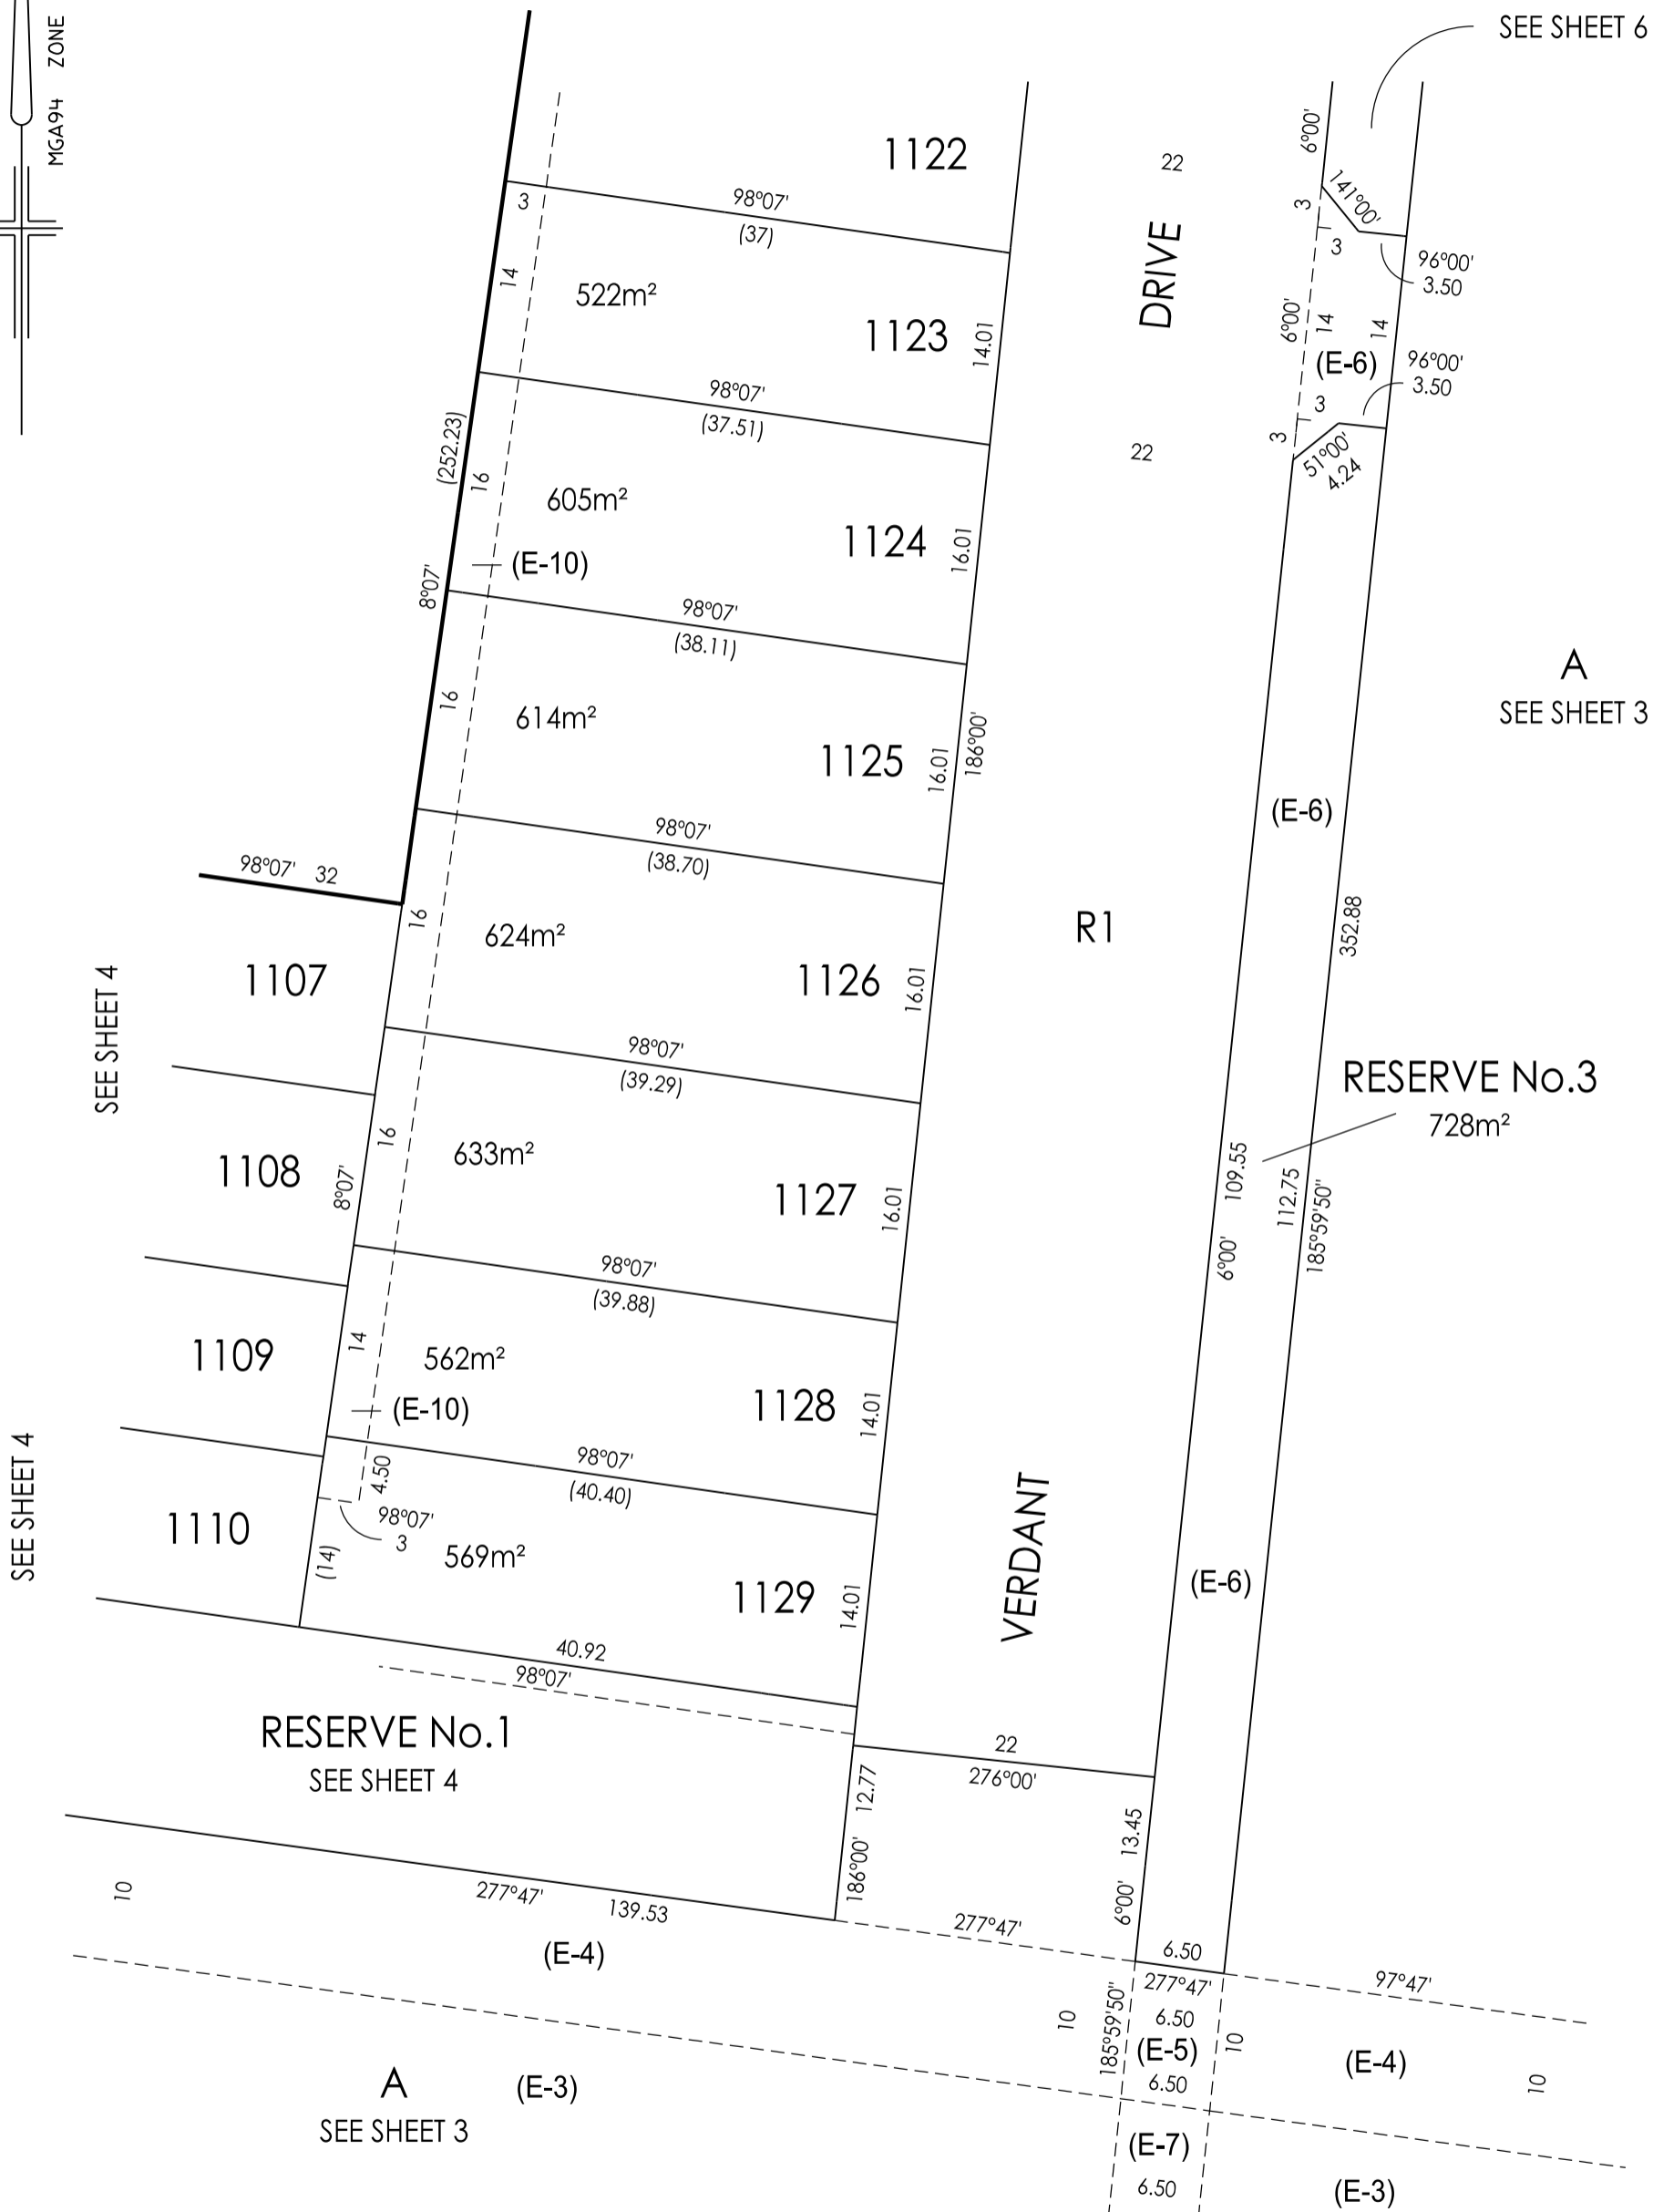 MGA94 ZONE
SEE SHEET 6
1122
22
6°00'
141°00'
3
98°07'
(37)
3
3
96°00'
3.50
14
522m²
DRIVE
1123
14.01
6°00'
14
14
(E-6)
96°00'
3.50
98°07'
(37.51)
3
3
51°00'
4.24
22
(252.23)
16
605m²
1124
16.01
(E-10)
8°07'
98°07'
(38.11)
A
SEE SHEET 3
16
614m²
1125
16.01
186°00'
(E-6)
98°07'
(38.70)
98°07' 32
16
624m²
R1
352.88
1107
1126
16.01
SEE SHEET 4
98°07'
(39.29)
RESERVE No.3
728m²
16
633m²
1108
8°07'
1127
16.01
109.55
112.75
6°00'
185°59'50"
98°07'
(39.88)
14
562m²
1109
(E-10)
1128
14.01
98°07'
(40.40)
4.50
SEE SHEET 4
1110
98°07'
3
(14)
569m²
1129
14.01
VERDANT
(E-6)
40.92
98°07'
RESERVE No.1
SEE SHEET 4
22
276°00'
12.77
186°00'
13.45
6°00'
10
277°47' 139.53
277°47'
(E-4)
6.50
277°47'
97°47'
10
185°59'50"
6.50
(E-5)
10
6.50
(E-4)
10
A
SEE SHEET 3
(E-3)
(E-7)
6.50
(E-3)